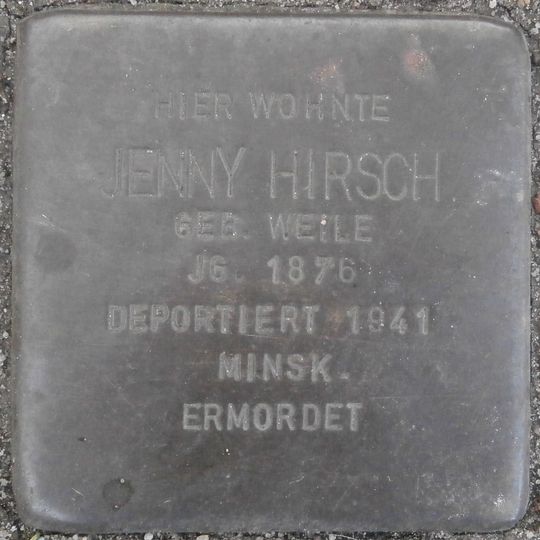 HIER WOHNTE
JENNY HIRSCH
GEB. WEILE
JG. 1876
DEPORTIERT 1941
MINSK
ERMORDET